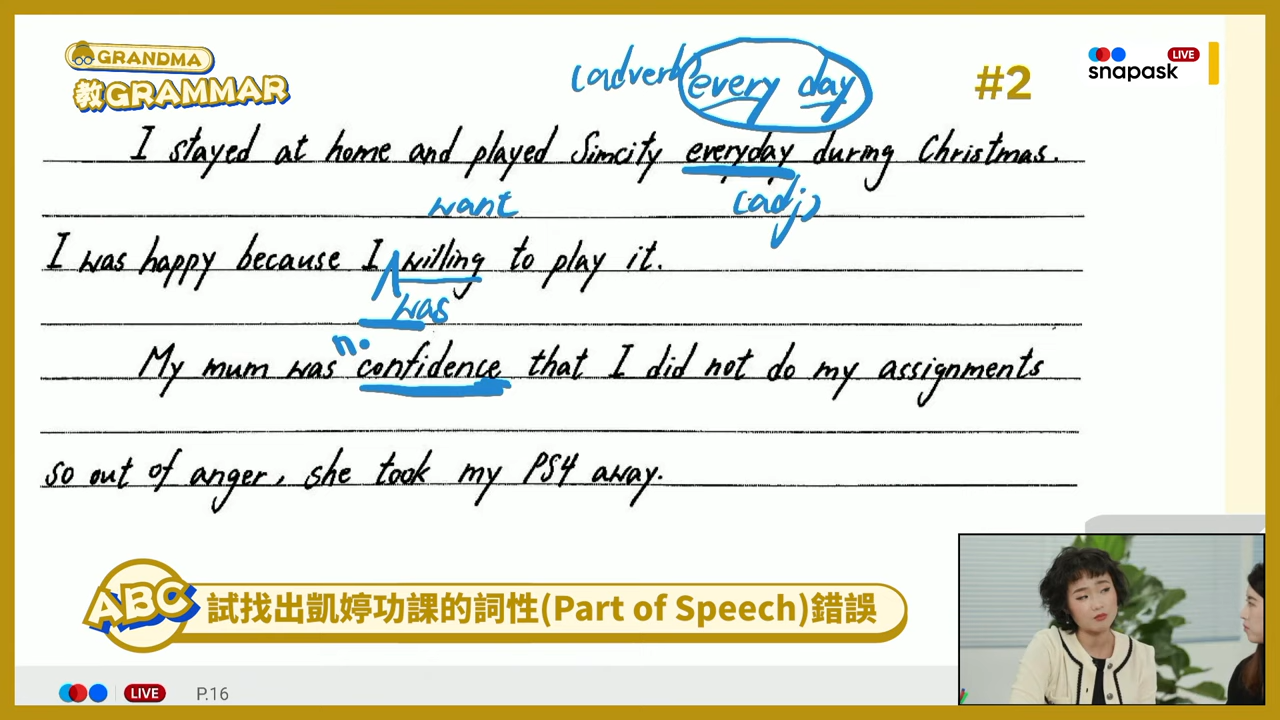 GRANDMA
教GRAMMAR
(adverb) every day
#2
LIVE
snapask
I stayed at home and played Simcity everyday during Christmas.
want
(adj)
I was happy because I willing to play it.
was
n.
My mum was confidence that I did not do my assignments
so out of anger, she took my PS4 away.
ABC
試找出凱婷功課的詞性(Part of Speech)錯誤
LIVE
P.16